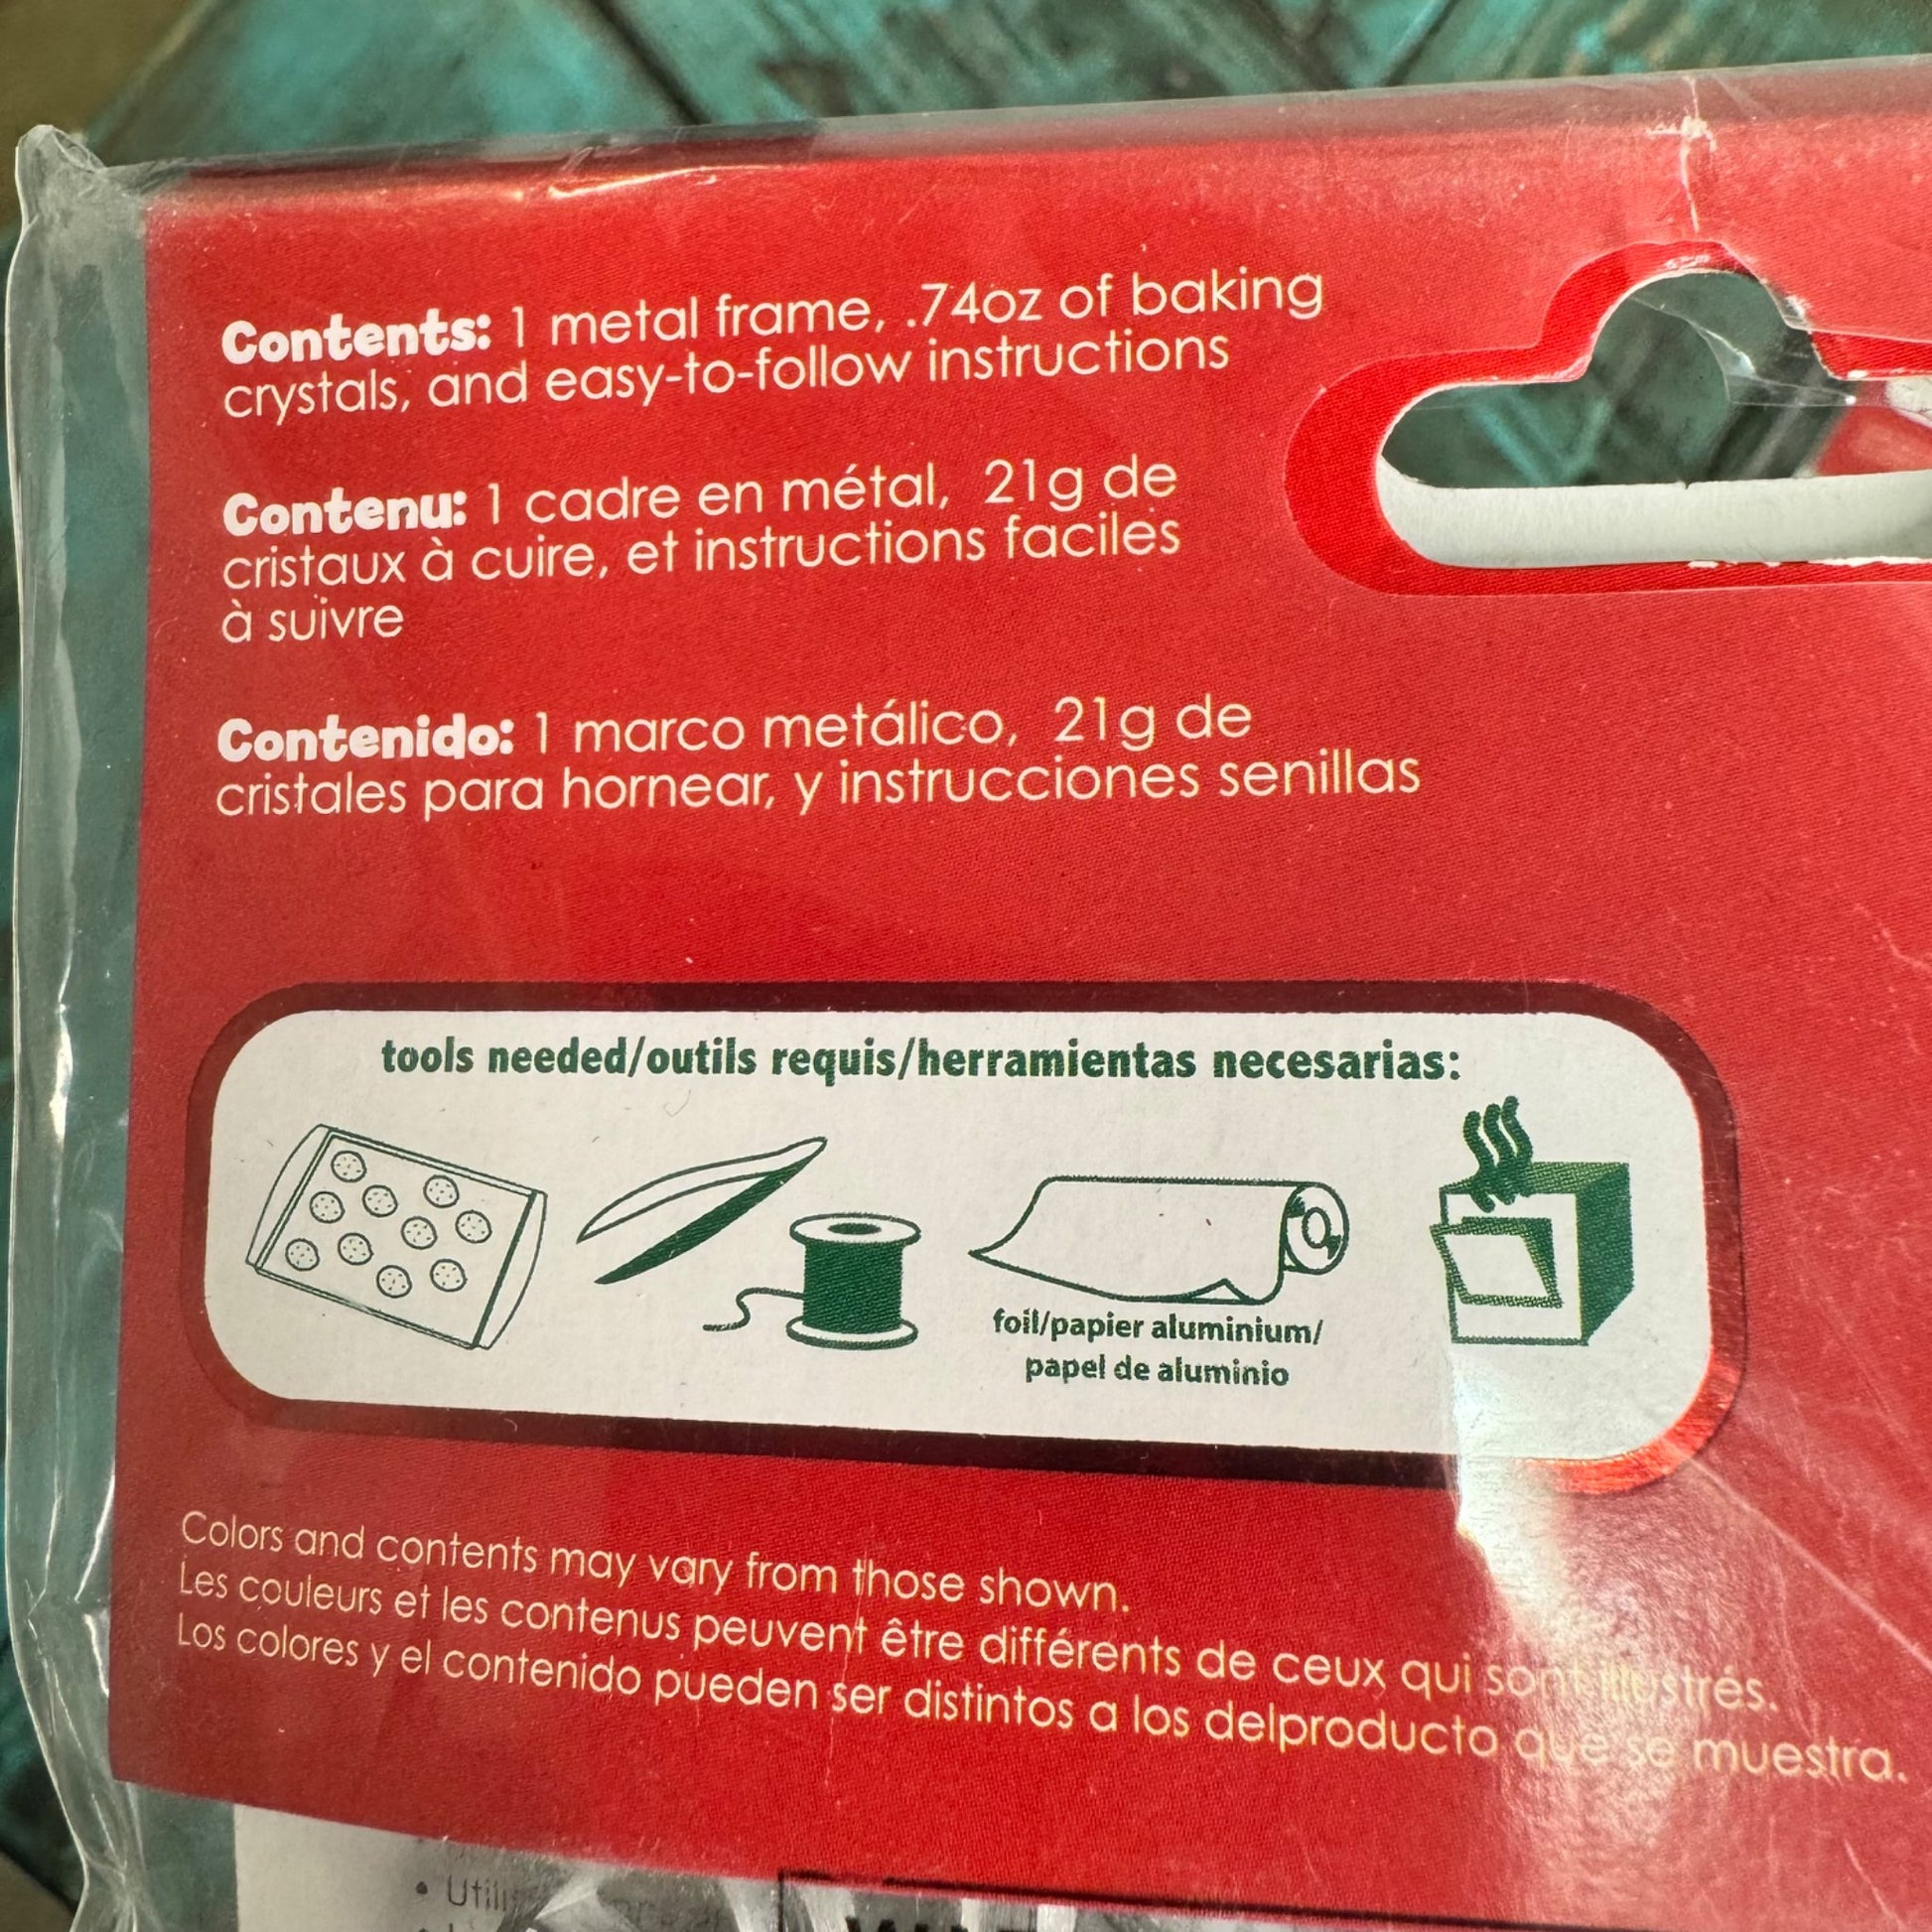 Contents: 1 metal frame, .74oz of baking
crystals, and easy-to-follow instructions
Contenu: 1 cadre en métal, 21g de
cristaux à cuire, et instructions faciles
à suivre
Contenido: 1 marco metálico, 21g de
cristales para hornear, y instrucciones senillas
tools needed/outils requis/herramientas necesarias:
foil/papier aluminium/
papel de aluminio
Colors and contents may vary from those shown.
Les couleurs et les contenus peuvent être différents de ceux qui sont illustrés.
Los colores y el contenido pueden ser distintos a los delproducto que se muestra.